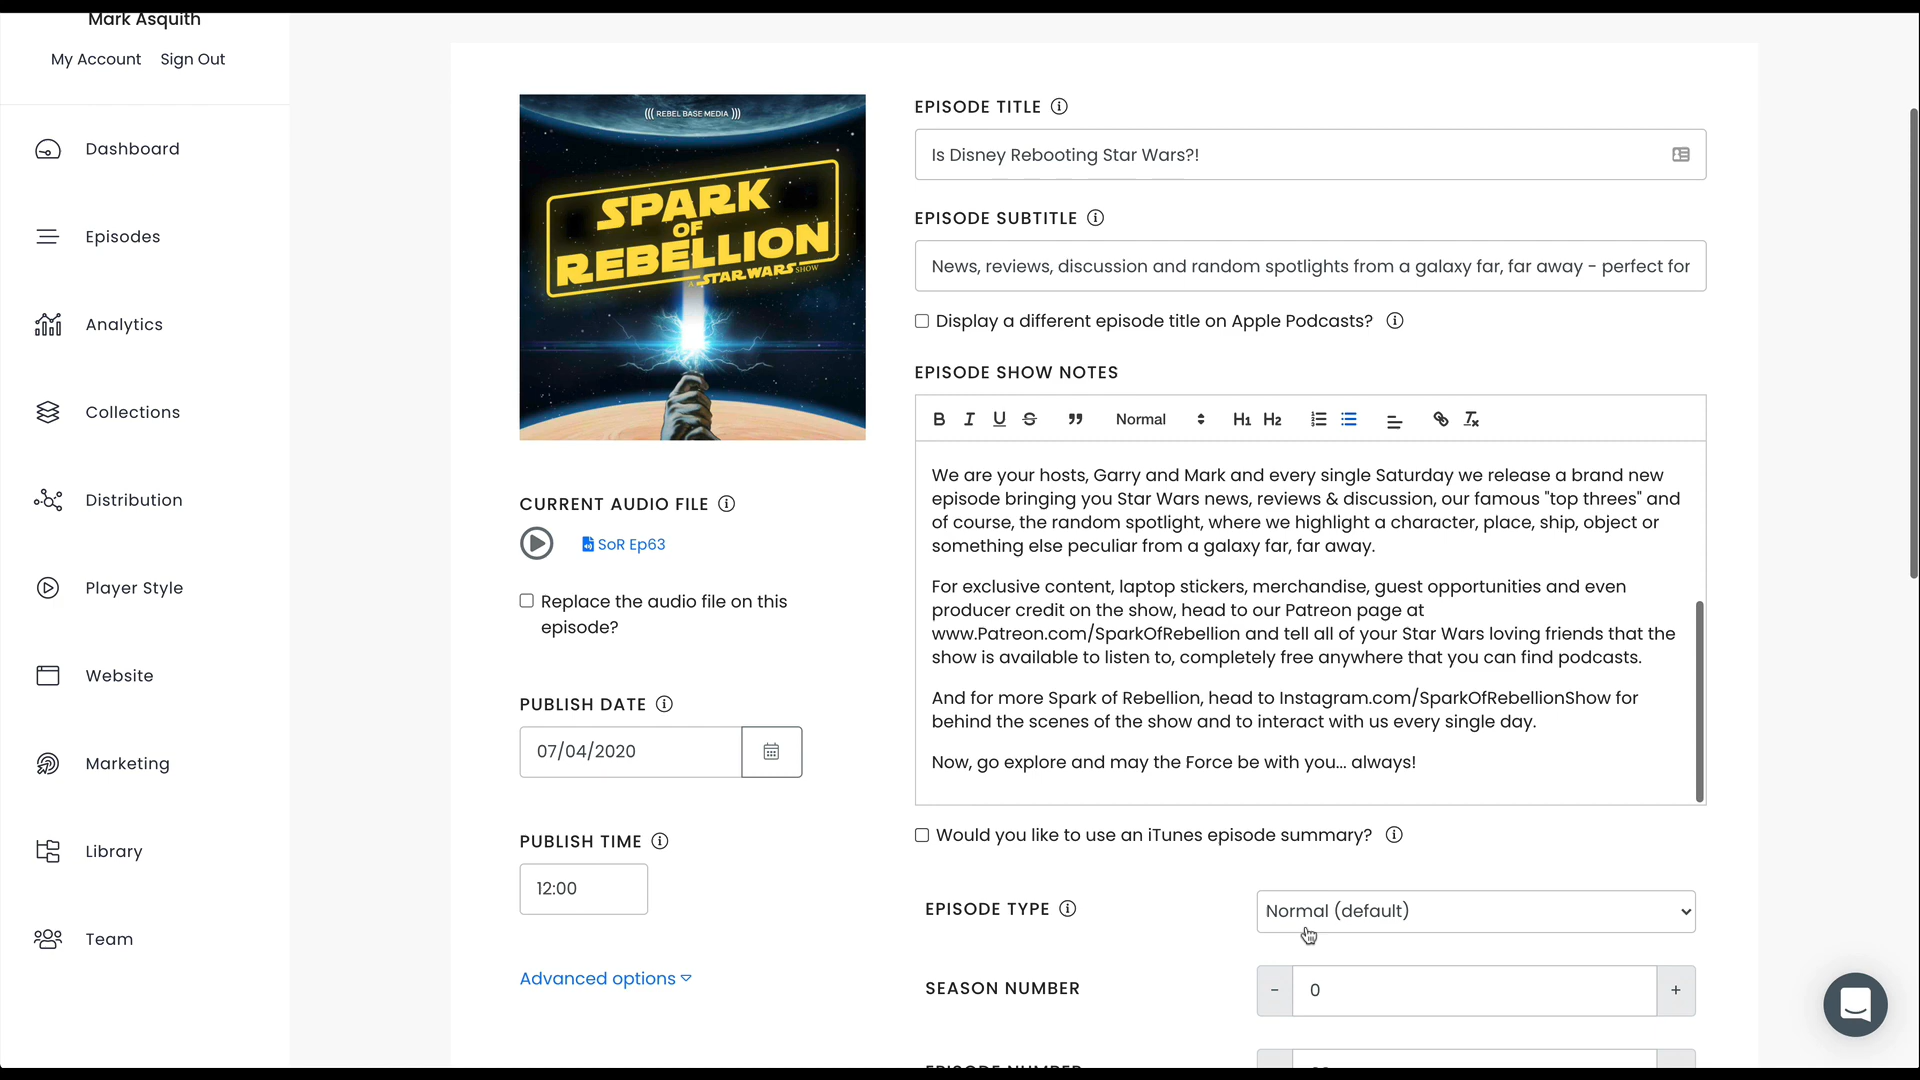 Mark Asquith
My Account Sign Out
Dashboard
Episodes
Analytics
Collections
Distribution
Player Style
Website
Marketing
Library
Team
((( REBEL BASE MEDIA )))
SPARK
OF
REBELLION
A STAR WARS SHOW
CURRENT AUDIO FILE
SoR Ep63
Replace the audio file on this
episode?
PUBLISH DATE
07/04/2020
PUBLISH TIME
12:00
Advanced options
EPISODE TITLE
Is Disney Rebooting Star Wars?!
EPISODE SUBTITLE
News, reviews, discussion and random spotlights from a galaxy far, far away - perfect for
Display a different episode title on Apple Podcasts?
EPISODE SHOW NOTES
B I U S Normal H1 H2
We are your hosts, Garry and Mark and every single Saturday we release a brand new
episode bringing you Star Wars news, reviews & discussion, our famous "top threes" and
of course, the random spotlight, where we highlight a character, place, ship, object or
something else peculiar from a galaxy far, far away.
For exclusive content, laptop stickers, merchandise, guest opportunities and even
producer credit on the show, head to our Patreon page at
www.Patreon.com/SparkOfRebellion and tell all of your Star Wars loving friends that the
show is available to listen to, completely free anywhere that you can find podcasts.
And for more Spark of Rebellion, head to Instagram.com/SparkOfRebellionShow for
behind the scenes of the show and to interact with us every single day.
Now, go explore and may the Force be with you... always!
Would you like to use an iTunes episode summary?
EPISODE TYPE
Normal (default)
SEASON NUMBER
- 0 +
EPISODE NUMBER